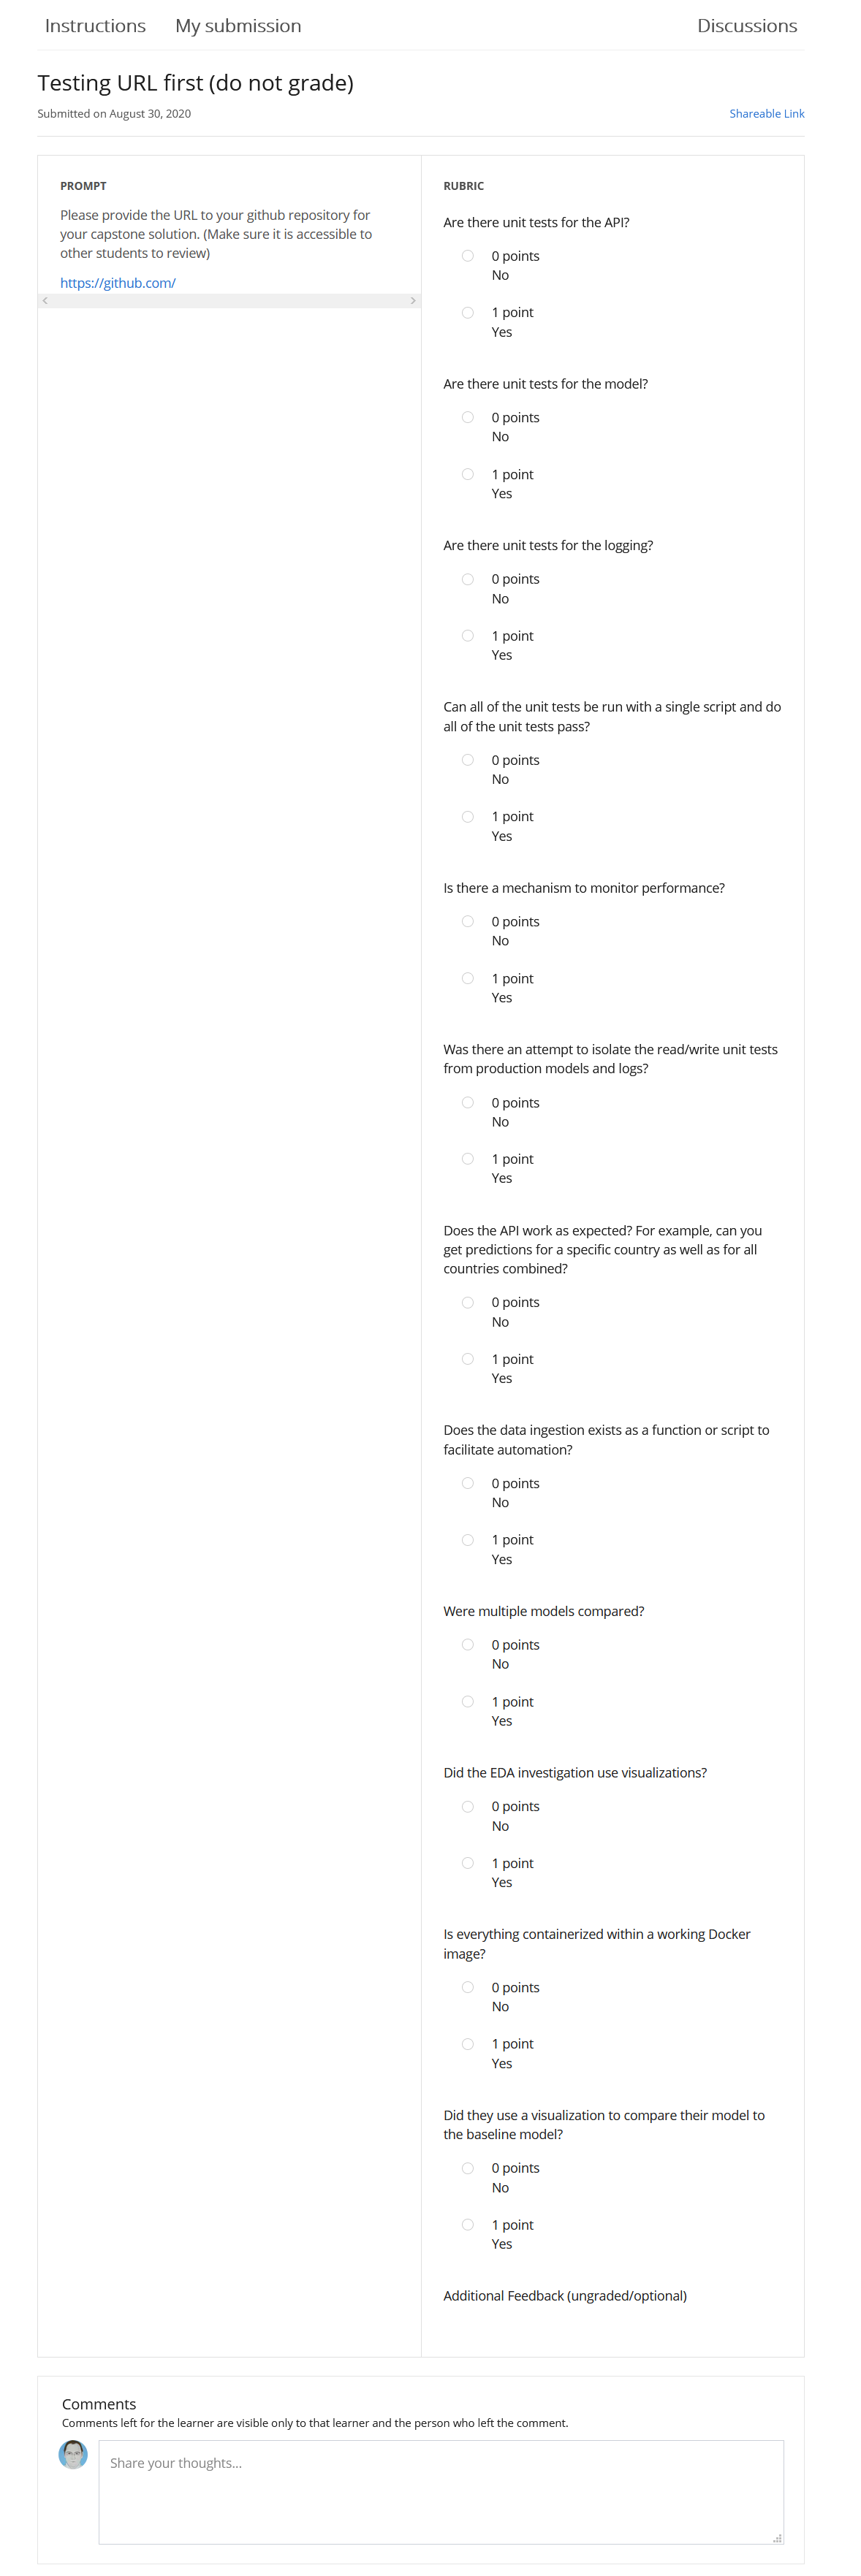 Instructions My submission Discussions
Testing URL first (do not grade)
Submitted on August 30, 2020 Shareable Link
PROMPT
Please provide the URL to your github repository for
your capstone solution. (Make sure it is accessible to
other students to review)
https://github.com/
RUBRIC
Are there unit tests for the API?
0 points
No
1 point
Yes
Are there unit tests for the model?
0 points
No
1 point
Yes
Are there unit tests for the logging?
0 points
No
1 point
Yes
Can all of the unit tests be run with a single script and do
all of the unit tests pass?
0 points
No
1 point
Yes
Is there a mechanism to monitor performance?
0 points
No
1 point
Yes
Was there an attempt to isolate the read/write unit tests
from production models and logs?
0 points
No
1 point
Yes
Does the API work as expected? For example, can you
get predictions for a specific country as well as for all
countries combined?
0 points
No
1 point
Yes
Does the data ingestion exists as a function or script to
facilitate automation?
0 points
No
1 point
Yes
Were multiple models compared?
0 points
No
1 point
Yes
Did the EDA investigation use visualizations?
0 points
No
1 point
Yes
Is everything containerized within a working Docker
image?
0 points
No
1 point
Yes
Did they use a visualization to compare their model to
the baseline model?
0 points
No
1 point
Yes
Additional Feedback (ungraded/optional)
Comments
Comments left for the learner are visible only to that learner and the person who left the comment.
Share your thoughts...